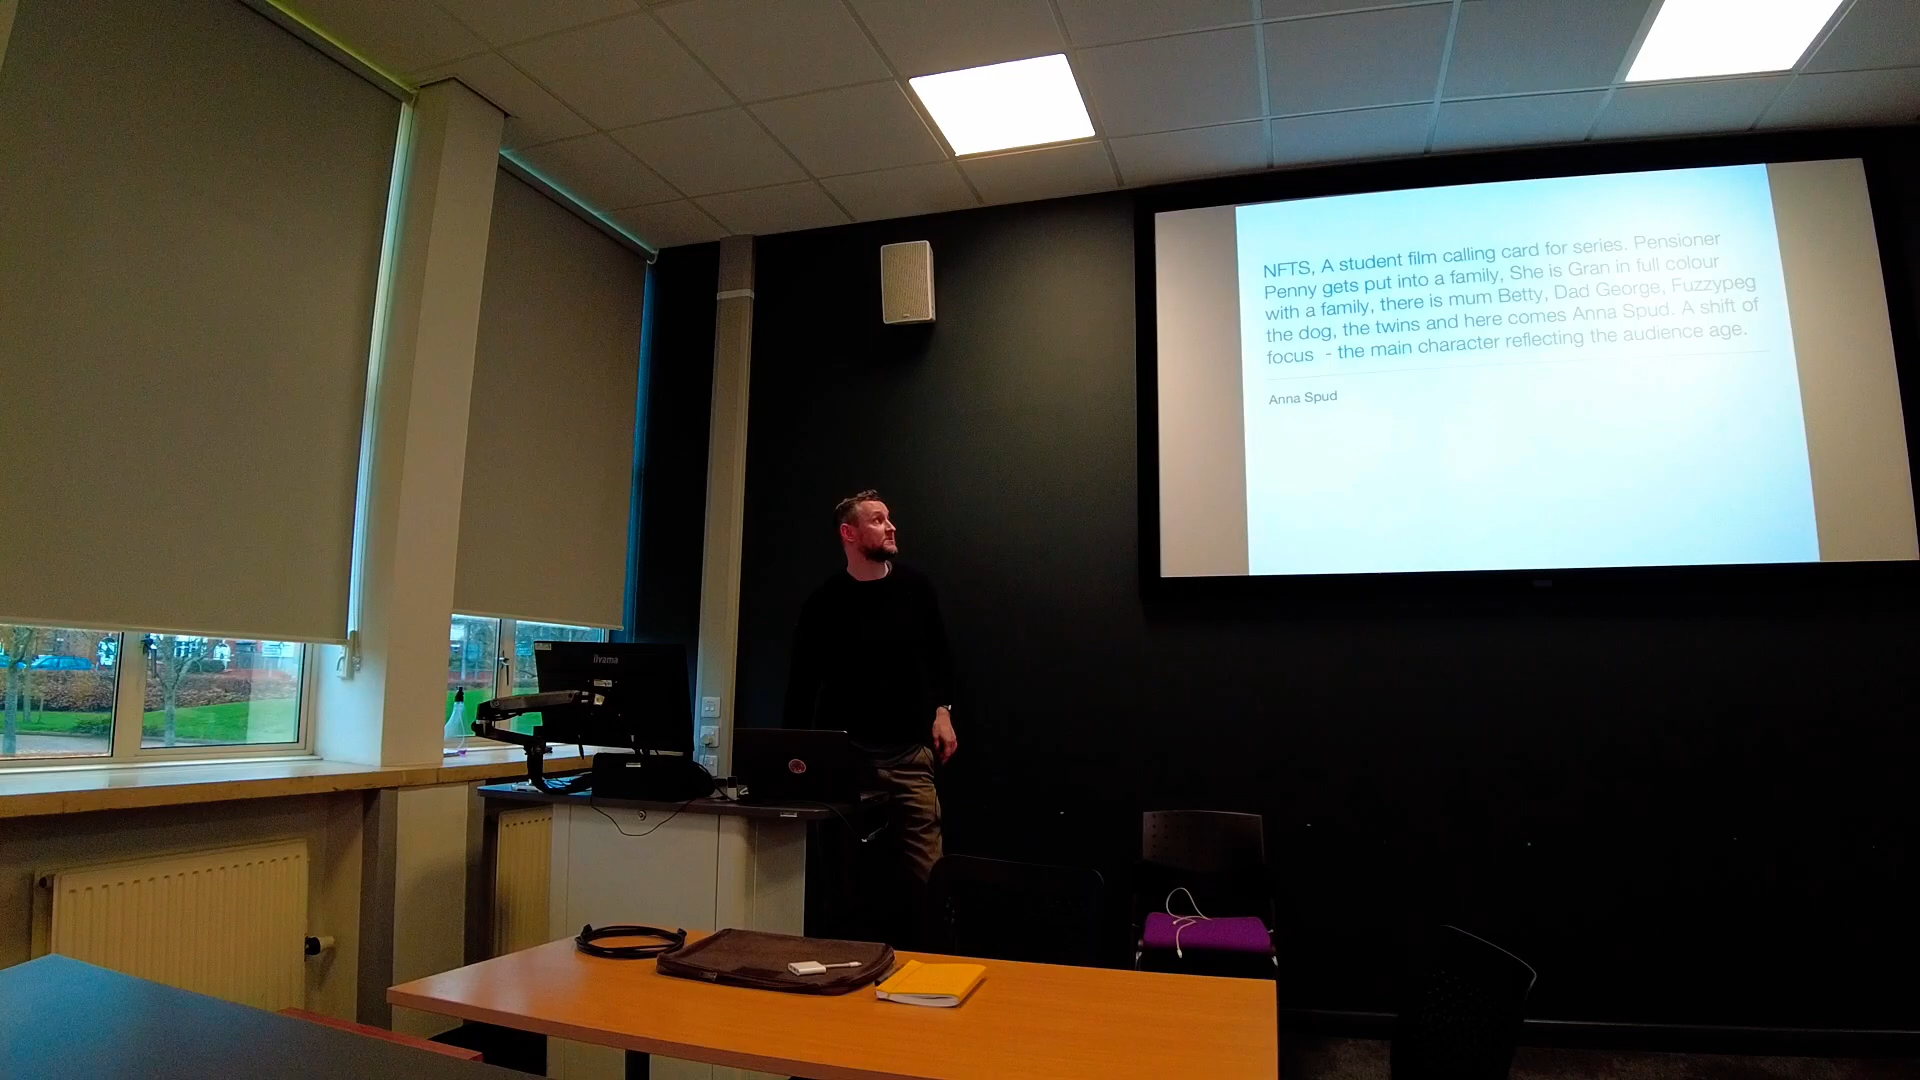 NFTS, A student film calling card for series. Pensioner
Penny gets put into a family, She is Gran in full colour
with a family, there is mum Betty, Dad George, Fuzzypeg
the dog, the twins and here comes Anna Spud. A shift of
focus - the main character reflecting the audience age.
Anna Spud
iiyama